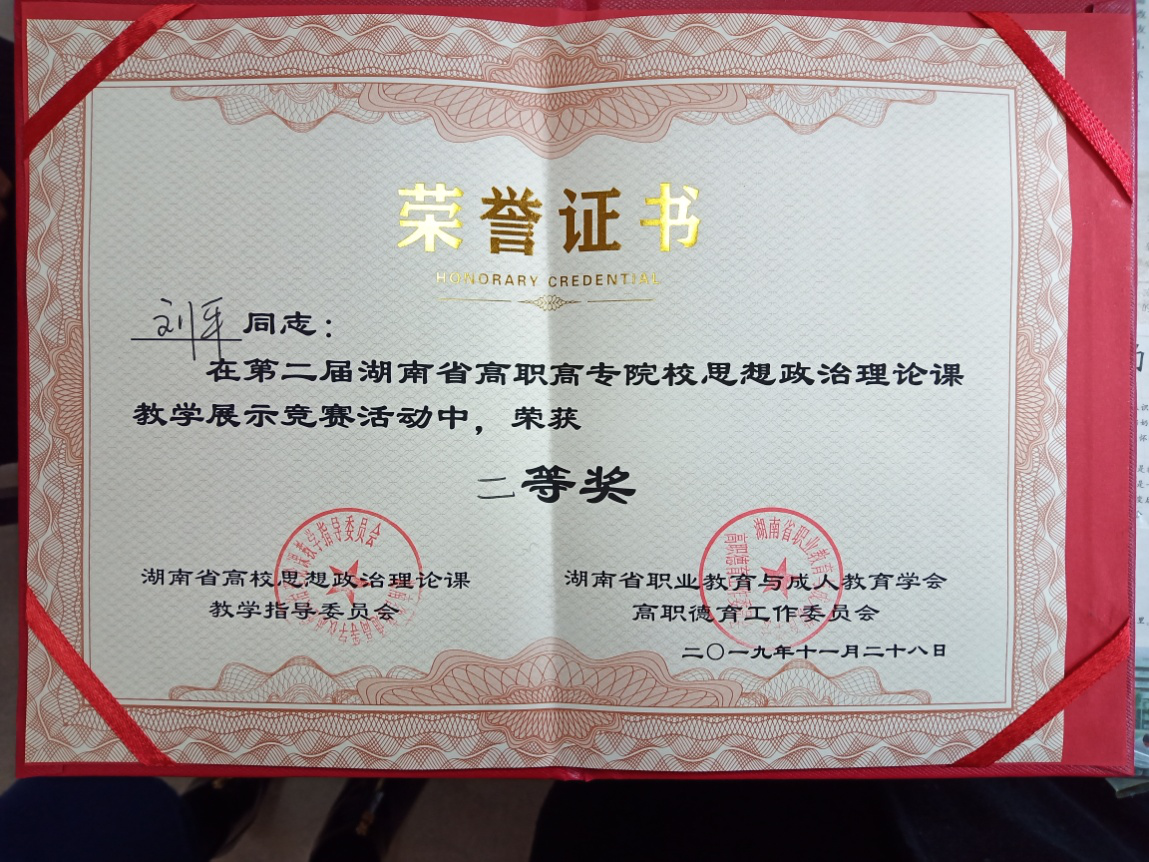 荣誉证书
HONORARY CREDENTIAL
刘军同志：
在第二届湖南省高职高专院校思想政治理论课
教学展示竞赛活动中，荣获
二等奖
湖南省高校思想政治理论课
教学指导委员会
湖南省职业教育与成人教育学会
高职德育工作委员会
二〇一九年十一月二十八日